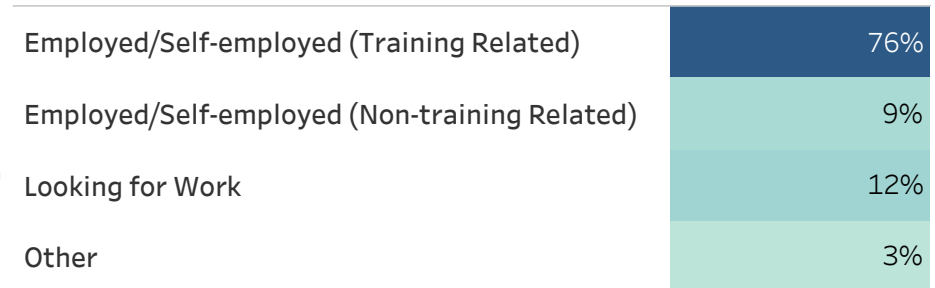 Employed/Self-employed (Training Related) 76%
Employed/Self-employed (Non-training Related) 9%
Looking for Work 12%
Other 3%